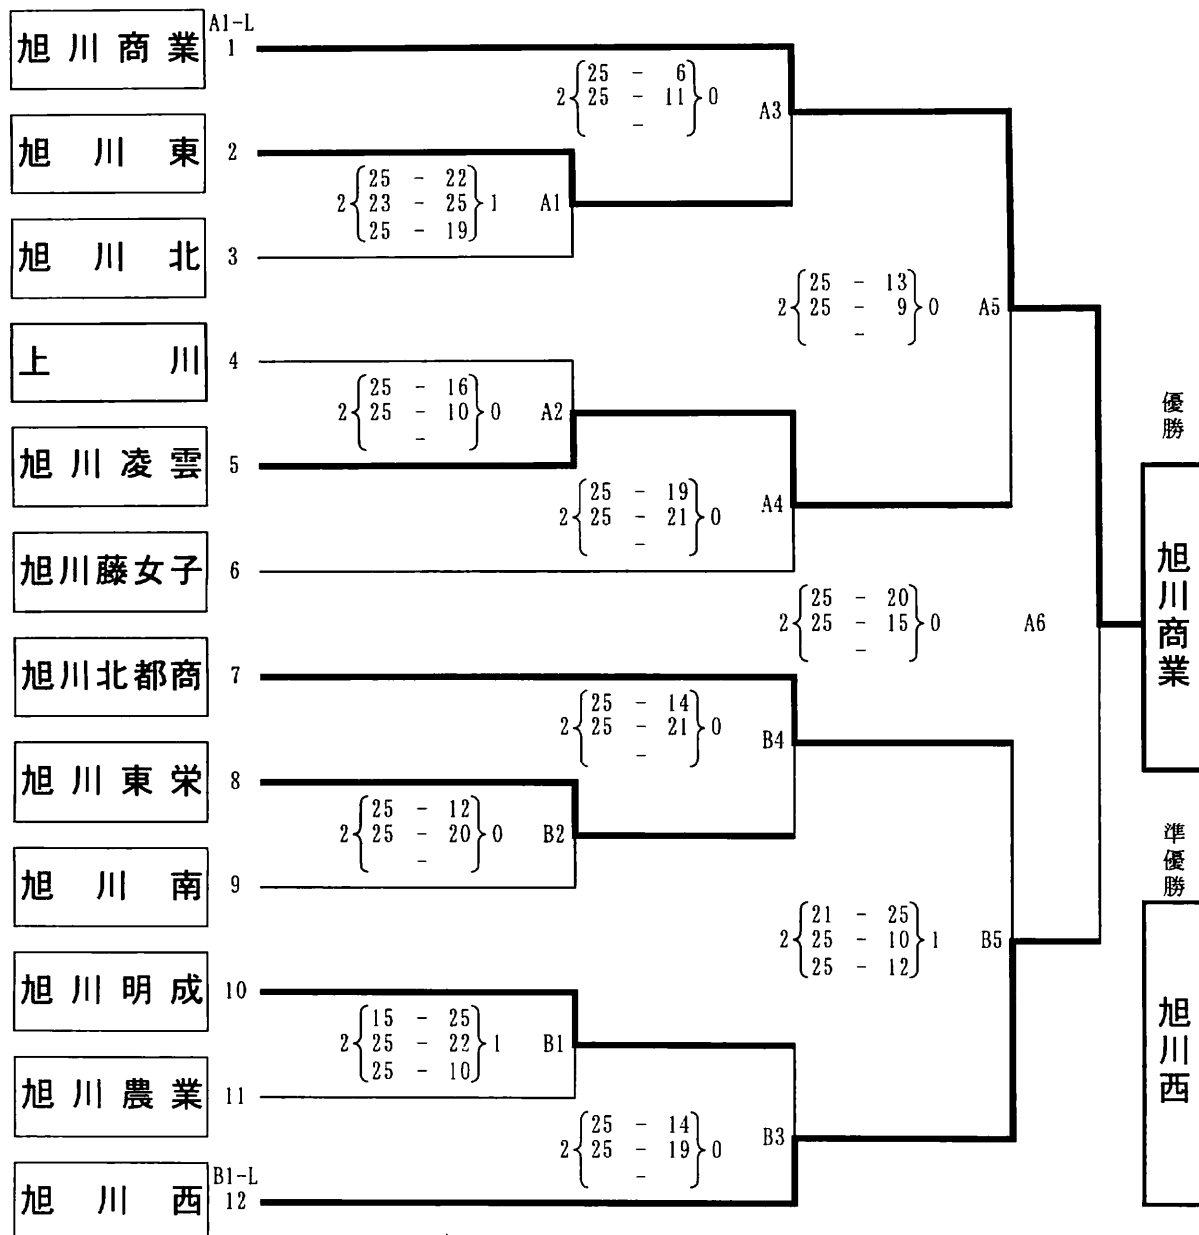 A1-L
旭川商業 1
2 25 - 6 0
25 - 11
-
A3
旭川東 2
2 25 - 22 1
23 - 25
25 - 19
A1
旭川北 3
2 25 - 13 0
25 - 9
-
A5
上川 4
2 25 - 16 0
25 - 10
-
A2
旭川凌雲 5
2 25 - 19 0
25 - 21
-
A4
旭川藤女子 6
2 25 - 20 0
25 - 15
-
A6
旭川北都商 7
2 25 - 14 0
25 - 21
-
B4
旭川東栄 8
2 25 - 12 0
25 - 20
-
B2
旭川南 9
2 21 - 25 1
25 - 10
25 - 12
B5
旭川明成 10
2 15 - 25 1
25 - 22
25 - 10
B1
旭川農業 11
2 25 - 14 0
25 - 19
-
B3
B1-L
旭川西 12
優勝
旭川商業
準優勝
旭川西